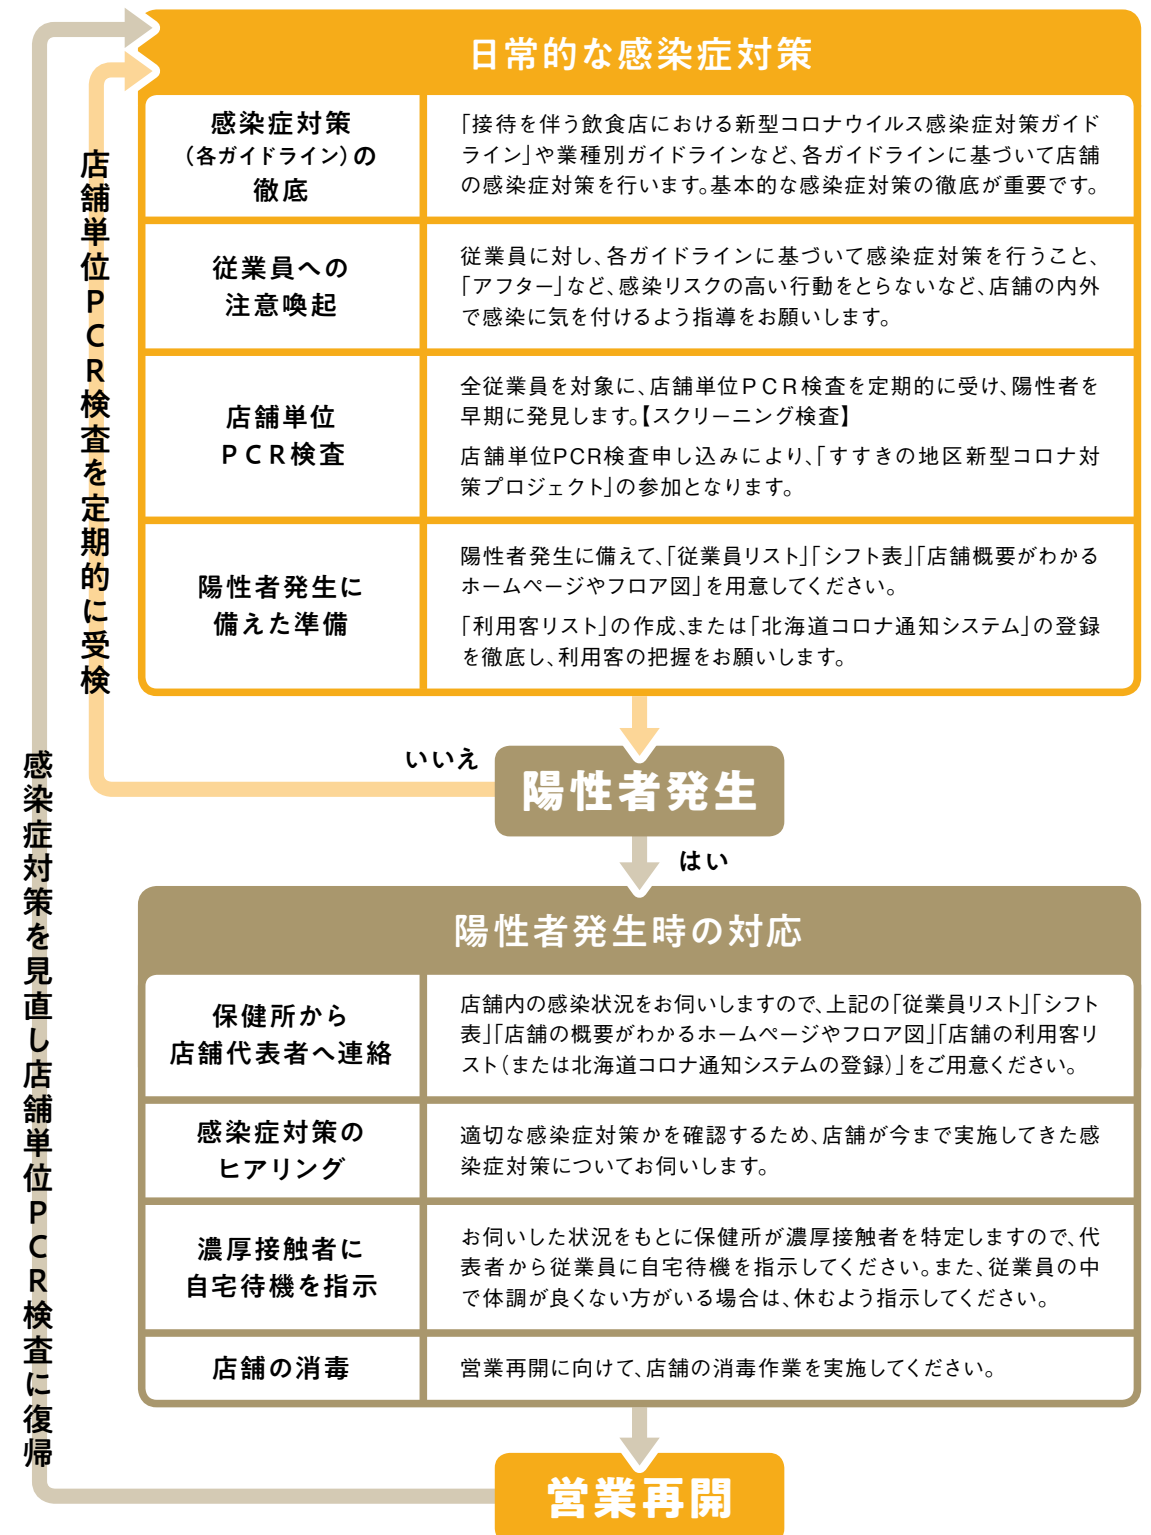 日常的な感染症対策
感染症対策
（各ガイドライン）の
徹底
「接待を伴う飲食店における新型コロナウイルス感染症対策ガイド
ライン」や業種別ガイドラインなど、各ガイドラインに基づいて店舗
の感染症対策を行います。基本的な感染症対策の徹底が重要です。
従業員への
注意喚起
従業員に対し、各ガイドラインに基づいて感染症対策を行うこと、
「アフター」など、感染リスクの高い行動をとらないなど、店舗の内外
で感染に気を付けるよう指導をお願いします。
店舗単位
PCR検査
全従業員を対象に、店舗単位PCR検査を定期的に受け、陽性者を
早期に発見します。【スクリーニング検査】
店舗単位PCR検査申し込みにより、「すすきの地区新型コロナ対
策プロジェクト」の参加となります。
陽性者発生に
備えた準備
陽性者発生に備えて、「従業員リスト」「シフト表」「店舗概要がわかる
ホームページやフロア図」を用意してください。
「利用客リスト」の作成、または「北海道コロナ通知システム」の登録
を徹底し、利用客の把握をお願いします。
店舗単位PCR検査を定期的に受検
いいえ
陽性者発生
はい
陽性者発生時の対応
保健所から
店舗代表者へ連絡
店舗内の感染状況をお伺いしますので、上記の「従業員リスト」「シフト
表」「店舗の概要がわかるホームページやフロア図」「店舗の利用客リ
スト（または北海道コロナ通知システムの登録）」をご用意ください。
感染症対策の
ヒアリング
適切な感染症対策かを確認するため、店舗が今まで実施してきた感
染症対策についてお伺いします。
濃厚接触者に
自宅待機を指示
お伺いした状況をもとに保健所が濃厚接触者を特定しますので、代
表者から従業員に自宅待機を指示してください。また、従業員の中
で体調が良くない方がいる場合は、休むよう指示してください。
店舗の消毒
営業再開に向けて、店舗の消毒作業を実施してください。
営業再開
感染症対策を見直し店舗単位PCR検査に復帰